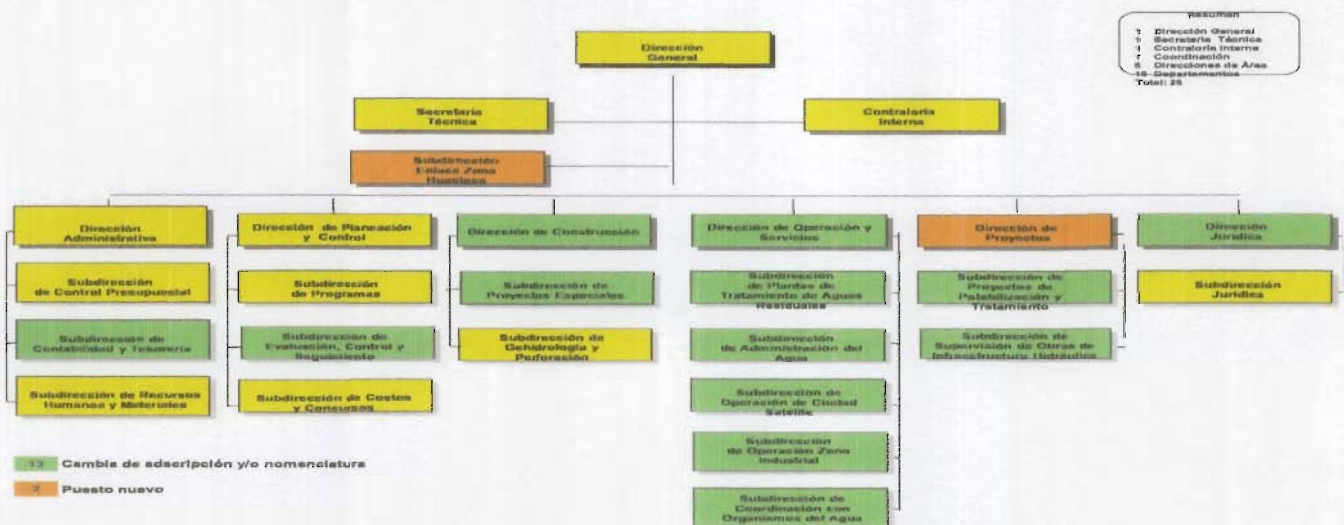 Resumen
1 Dirección General
1 Secretaría Técnica
1 Contraloría Interna
1 Coordinación
6 Direcciones de Área
Departamentos
Dirección
General
Secretaría
Técnica
Contraloría
Interna
Subdirección
Enlace Zona
Huasteca
Dirección
Administrativa
Subdirección
de Control Presupuestal
Subdirección de
Contabilidad y Tesorería
Subdirección de Recursos
Humanos y Materiales
Dirección de Planeación
y Control
Subdirección
de Programas
Subdirección de
Evaluación, Control y
Seguimiento
Subdirección de Costos
y Concursos
Dirección de Construcción
Subdirección de
Proyectos Especiales
Subdirección de
Gehidrología y
Perforación
Dirección de Operación y
Servicios
Subdirección
de Plantas de
Tratamiento de Aguas
Residuales
Subdirección
de Administración del
Agua
Subdirección de
Operación de Ciudad
Satélite
Subdirección
de Operación Zona
Industrial
Subdirección de
Coordinación con
Organismos del Agua
Dirección de
Proyectos
Subdirección de
Proyectos de
Potabilización y
Tratamiento
Subdirección de
Supervisión de Obras de
Infraestructura Hidráulica
Dirección
Jurídica
Subdirección
Jurídica
13 Cambia de adscripción y/o nomenclatura
2 Puesto nuevo